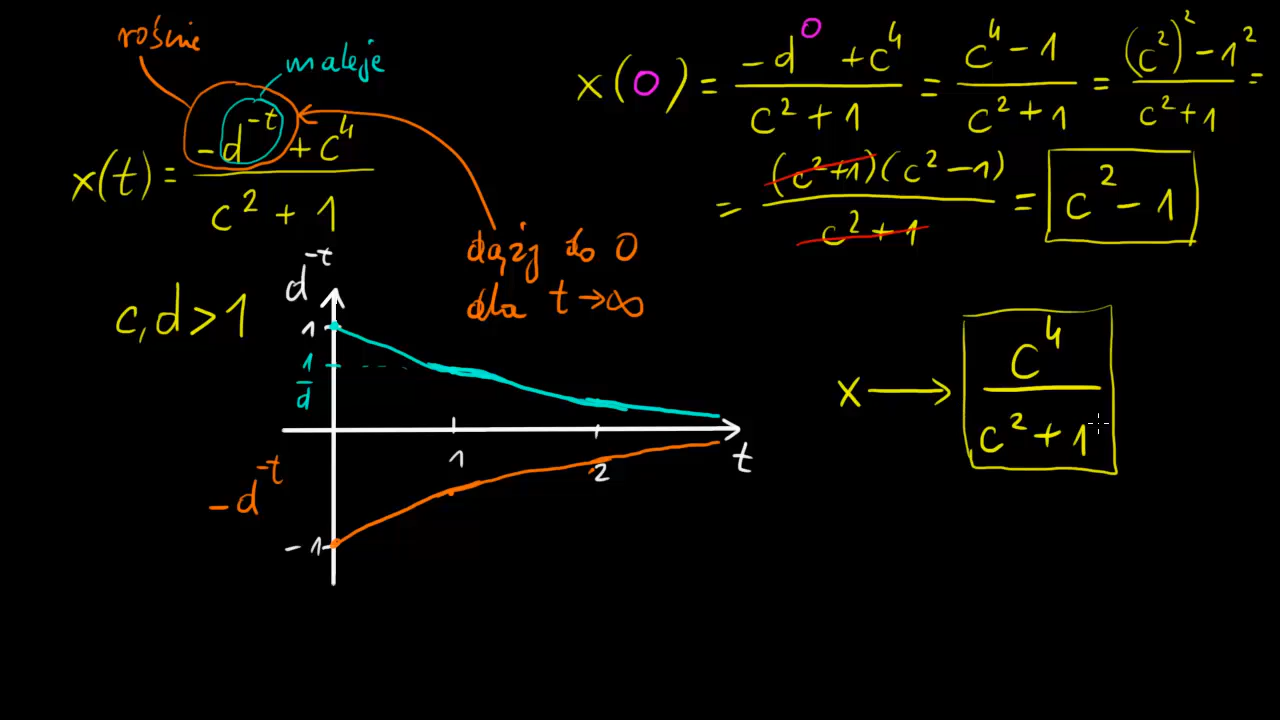 rośnie
maleje
x(t) = (-d^{-t} + c^4) / (c^2 + 1)
c, d > 1
dąży do 0
dla t → ∞
x(0) = (-d^0 + c^4) / (c^2 + 1) = (c^4 - 1) / (c^2 + 1) = ((c^2)^2 - 1^2) / (c^2 + 1) =
= (c^2 + 1)(c^2 - 1) / (c^2 + 1) = c^2 - 1
x → c^4 / (c^2 + 1)
d^{-t}
1
1/d
1
2
t
-d^{-t}
-1